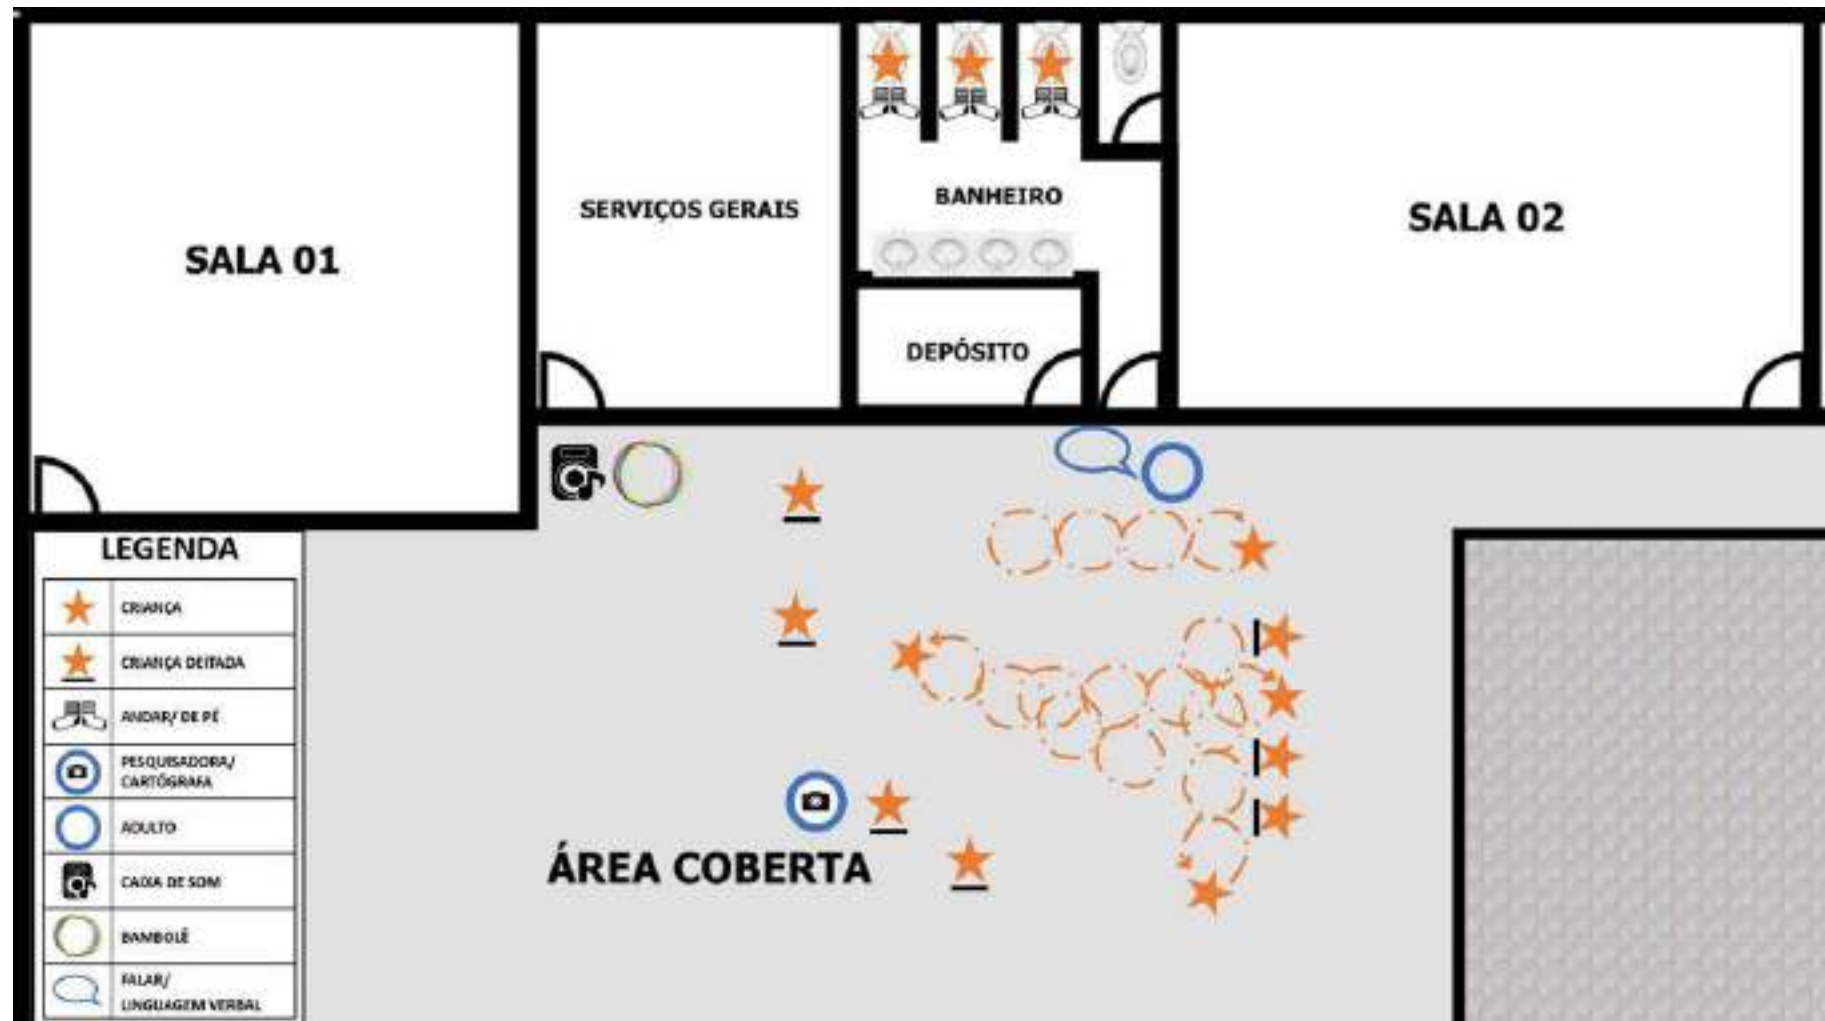 SALA 01
SERVIÇOS GERAIS
BANHEIRO
SALA 02
DEPÓSITO
ÁREA COBERTA
LEGENDA
CRIANÇA
CRIANÇA DEITADA
ANDAR/ DE PÉ
PESQUISADORA/
CARTÓGRAFA
ADULTO
CAIXA DE SOM
BAMBOLÊ
FALAR/
LINGUAGEM VERBAL